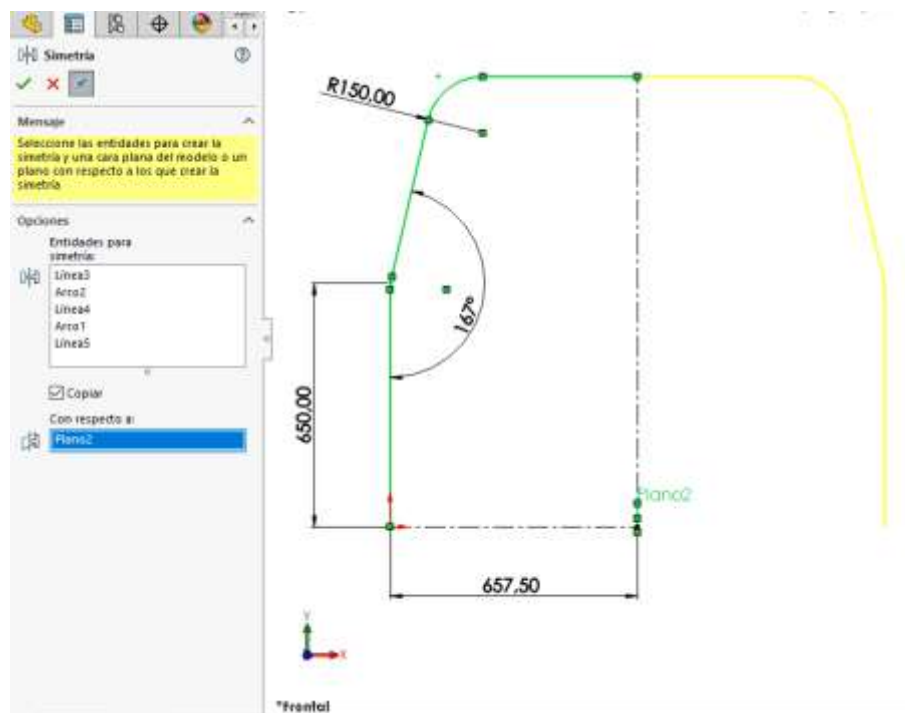 Simetría
Mensaje
Seleccione las entidades para crear la
simetría y una cara plana del modelo o un
plano con respecto a los que crear la
simetría
Opciones
Entidades para
simetría:
Línea3
Arco2
Línea4
Arco1
Línea5
Copiar
Con respecto a:
Plano2
R150,00
167°
650,00
Plano2
657,50
Y
X
*Frontal